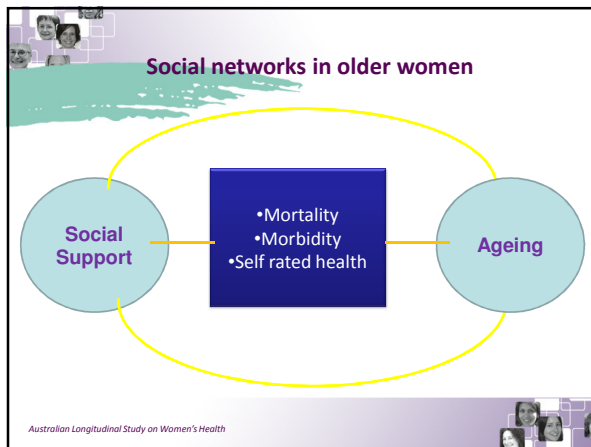 Social networks in older women
Social
Support
•Mortality
•Morbidity
•Self rated health
Ageing
Australian Longitudinal Study on Women's Health